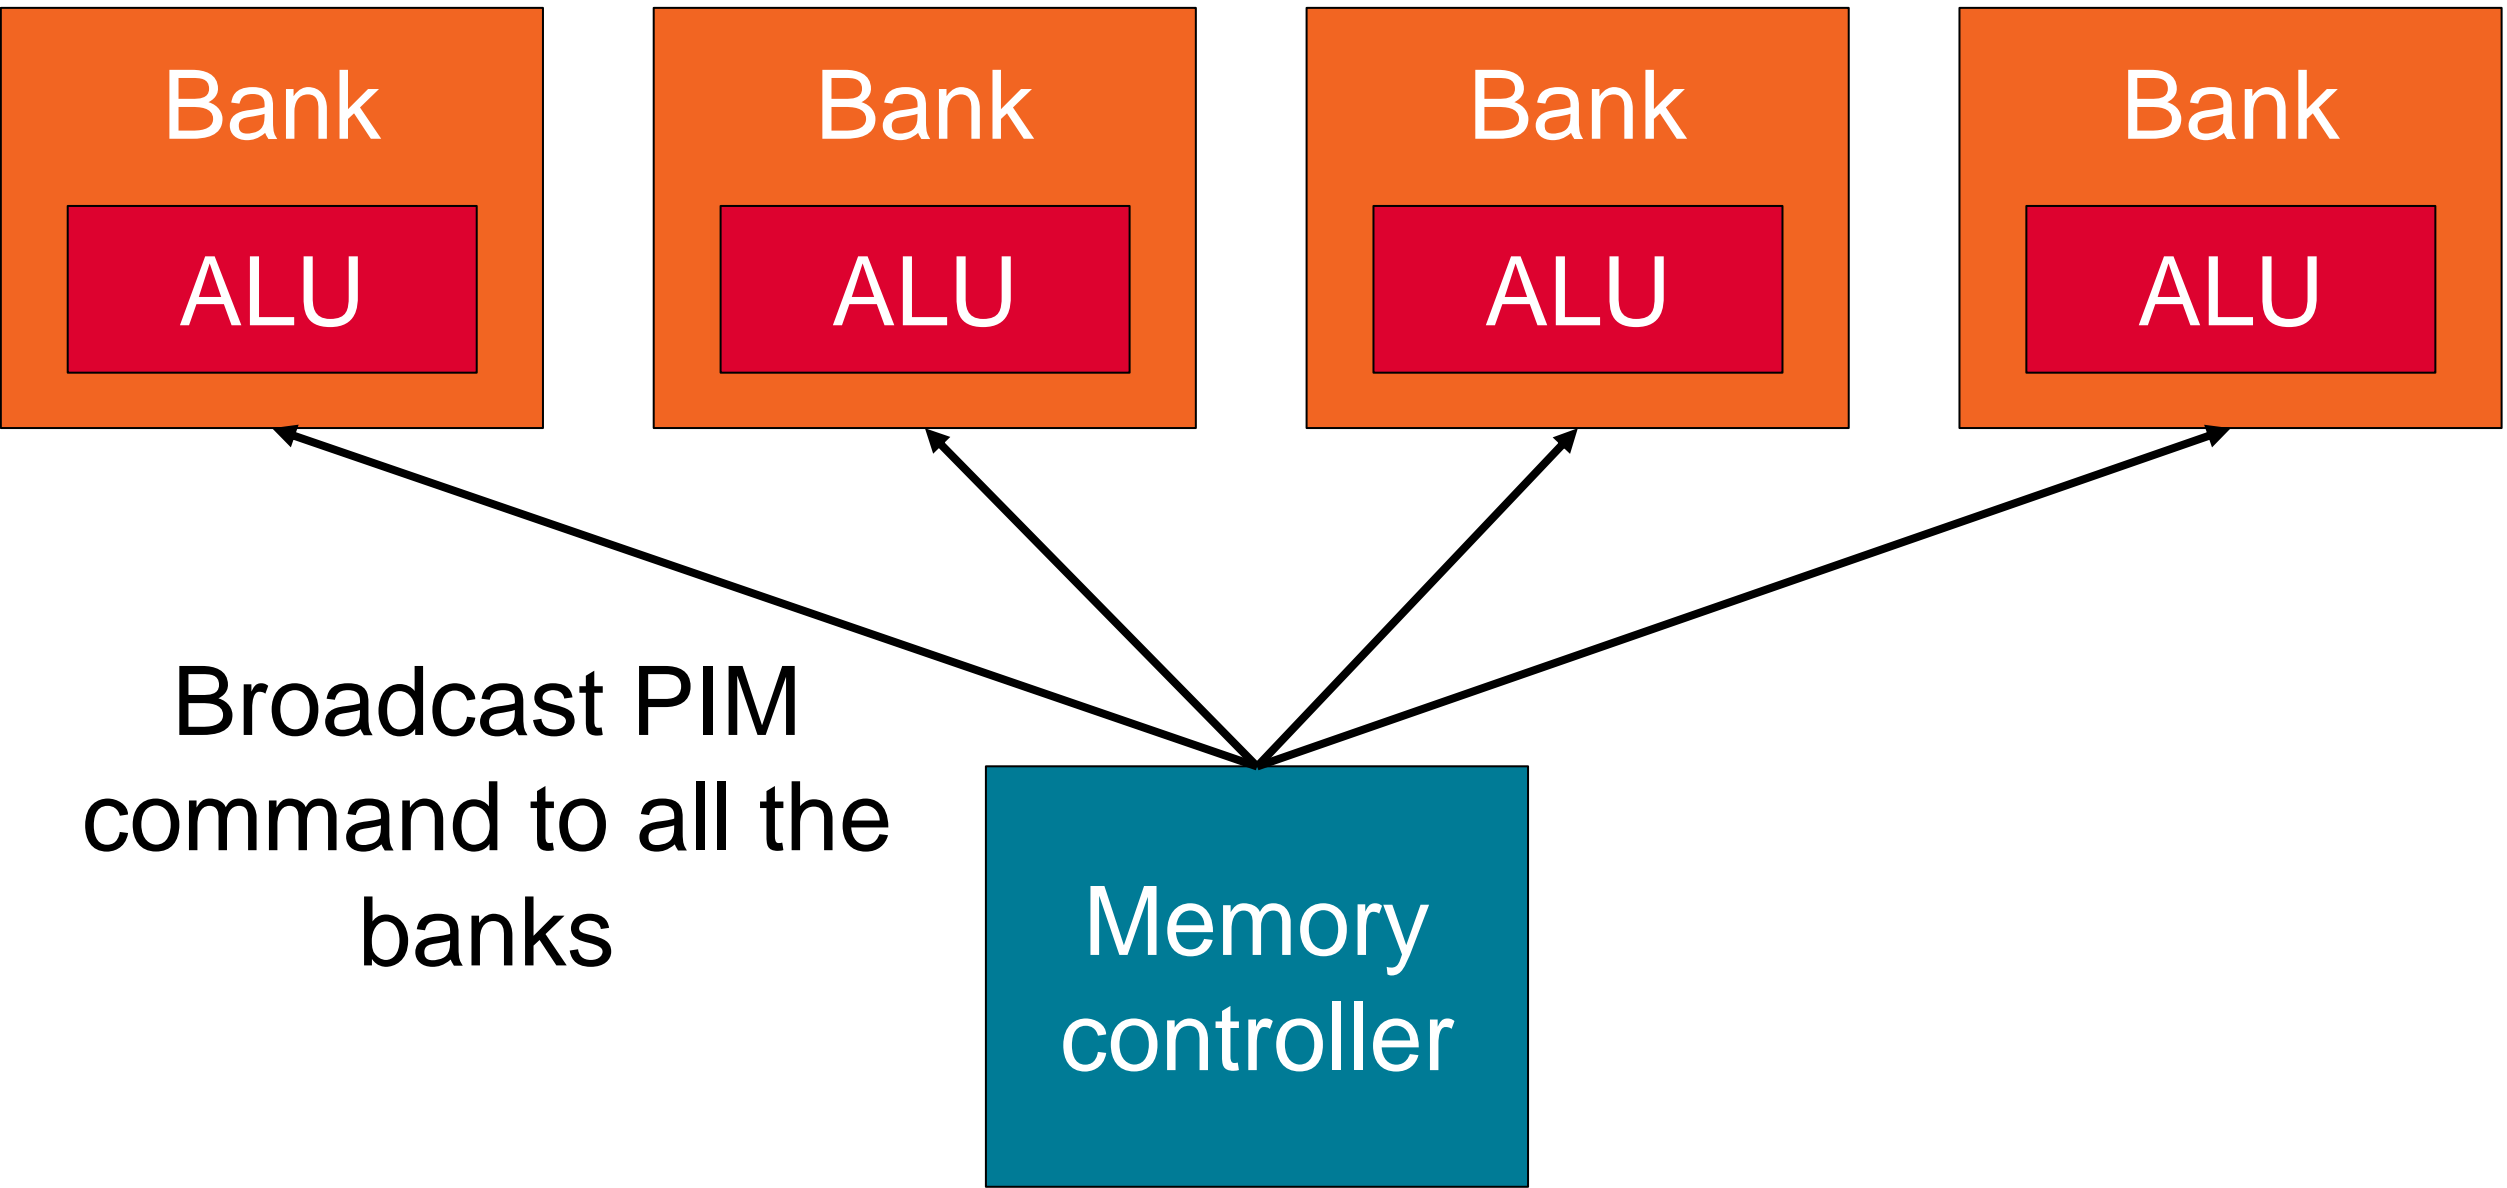 Bank
Bank
Bank
Bank
ALU
ALU
ALU
ALU
Broadcast PIM
command to all the
banks
Memory
controller